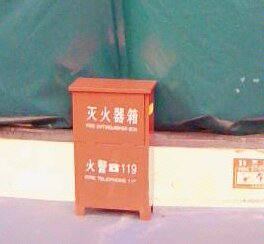 灭火器箱
FIRE EXTINGUISHER BOX
火警☎119
FIRE TELEPHONE 119